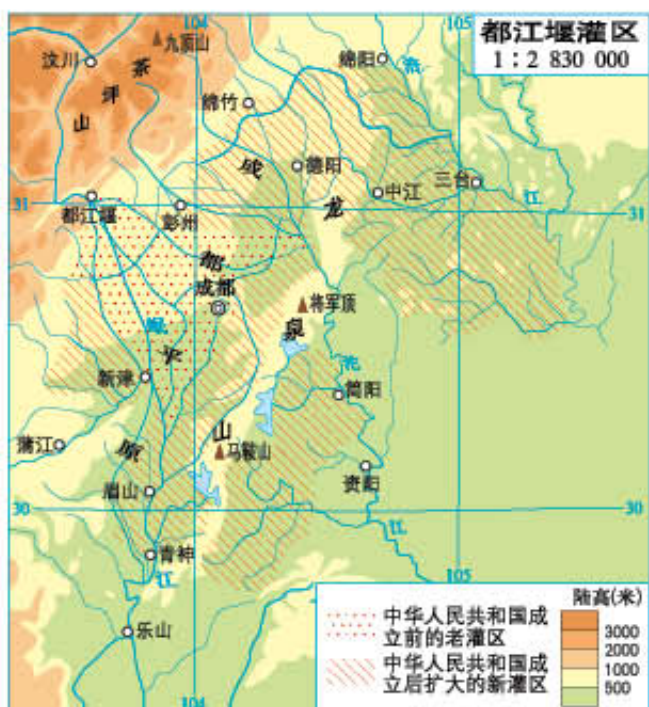 都江堰灌区
1:2 830 000
104
105
汶川
九顶山
绵阳
涪
茶
坪
山
绵竹
成
德阳
龙
中江
三台
江
31
31
都江堰
彭州
都
成都
将军顶
岷
平
泉
沱
新津
简阳
蒲江
原
山
马鞍山
资阳
眉山
30
30
江
青神
江
105
乐山
104
中华人民共和国成
立前的老灌区
中华人民共和国成
立后扩大的新灌区
陆高(米)
3000
2000
1000
500